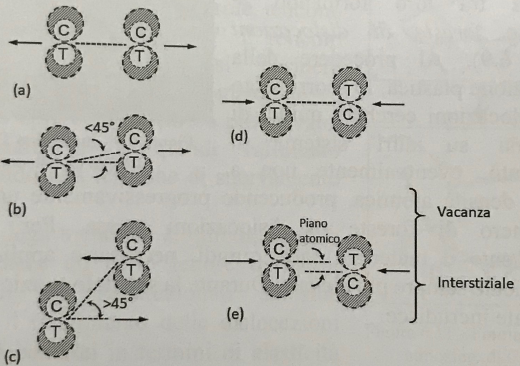 C C
T T
(a)
<45°
C C
T T
(b)
C
T
>45°
C
T
(c)
C T
T C
(d)
Piano
atomico
C T
T C
(e)
Vacanza
Interstiziale